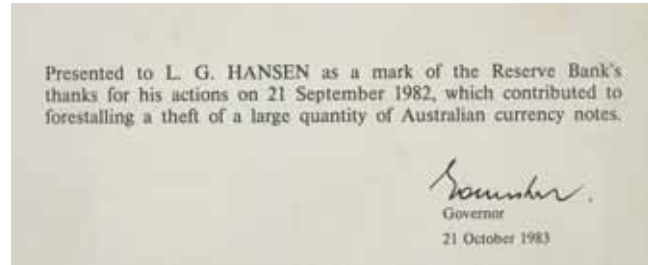 Presented to L. G. HANSEN as a mark of the Reserve Bank's
thanks for his actions on 21 September 1982, which contributed to
forestalling a theft of a large quantity of Australian currency notes.
Governor
21 October 1983